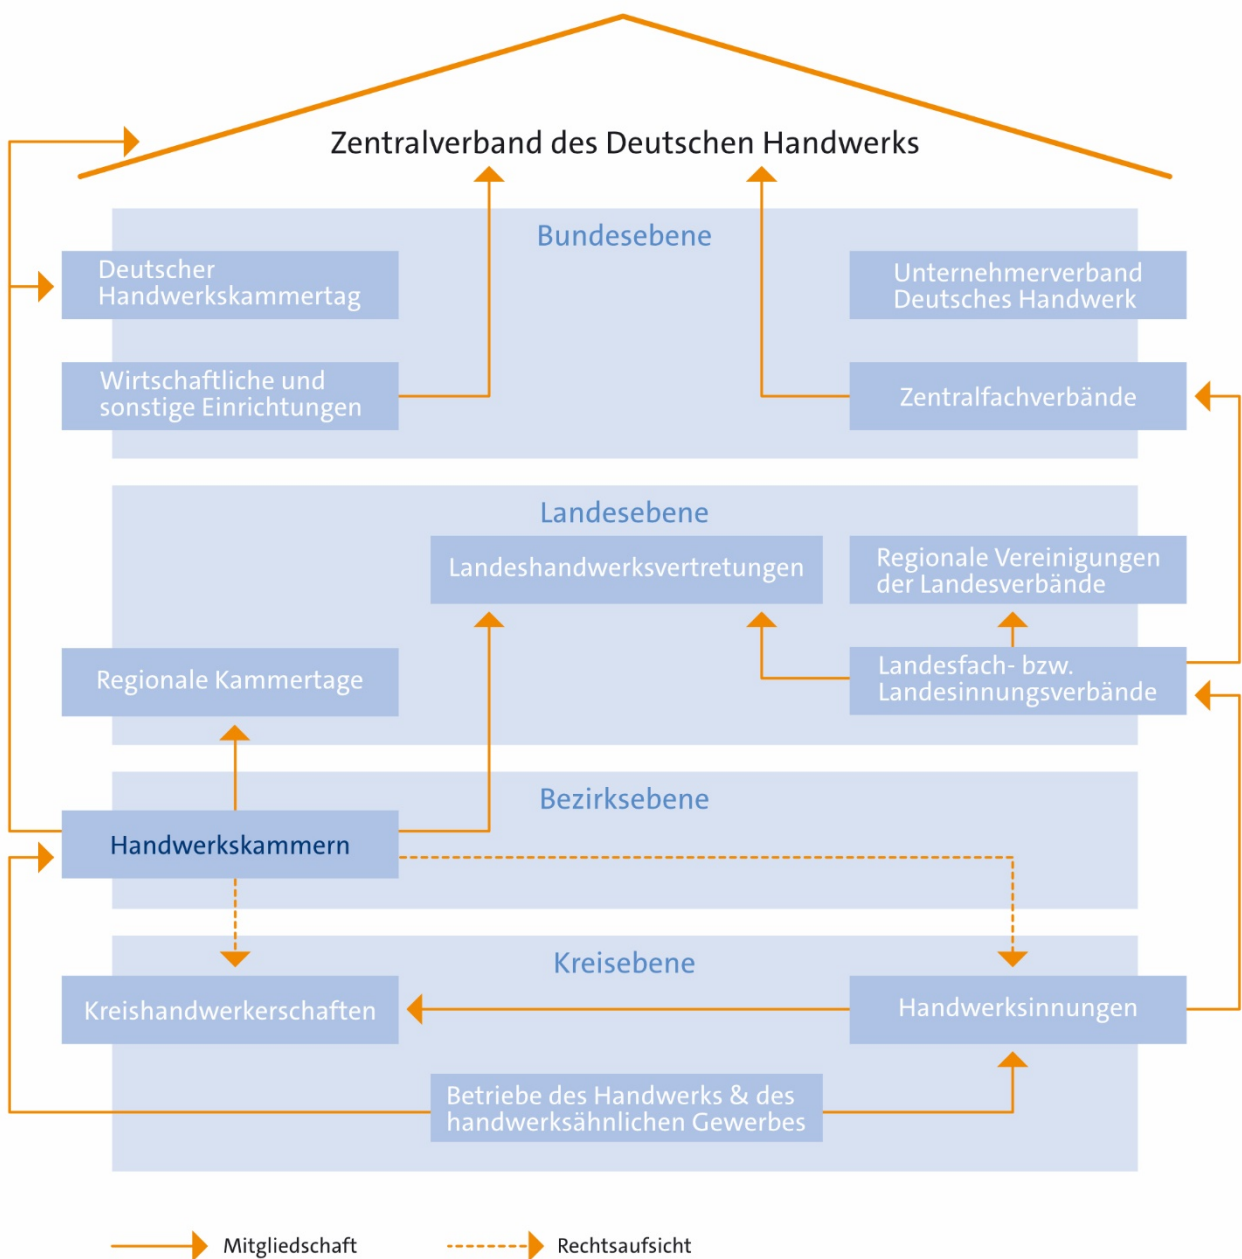 Zentralverband des Deutschen Handwerks
Bundesebene
Deutscher
Handwerkskammertag
Unternehmerverband
Deutsches Handwerk
Wirtschaftliche und
sonstige Einrichtungen
Zentralfachverbände
Landesebene
Landeshandwerksvertretungen
Regionale Vereinigungen
der Landesverbände
Regionale Kammertage
Landesfach- bzw.
Landesinnungsverbände
Bezirksebene
Handwerkskammern
Kreisebene
Kreishandwerkerschaften
Handwerksinnungen
Betriebe des Handwerks & des
handwerksähnlichen Gewerbes
Mitgliedschaft
Rechtsaufsicht